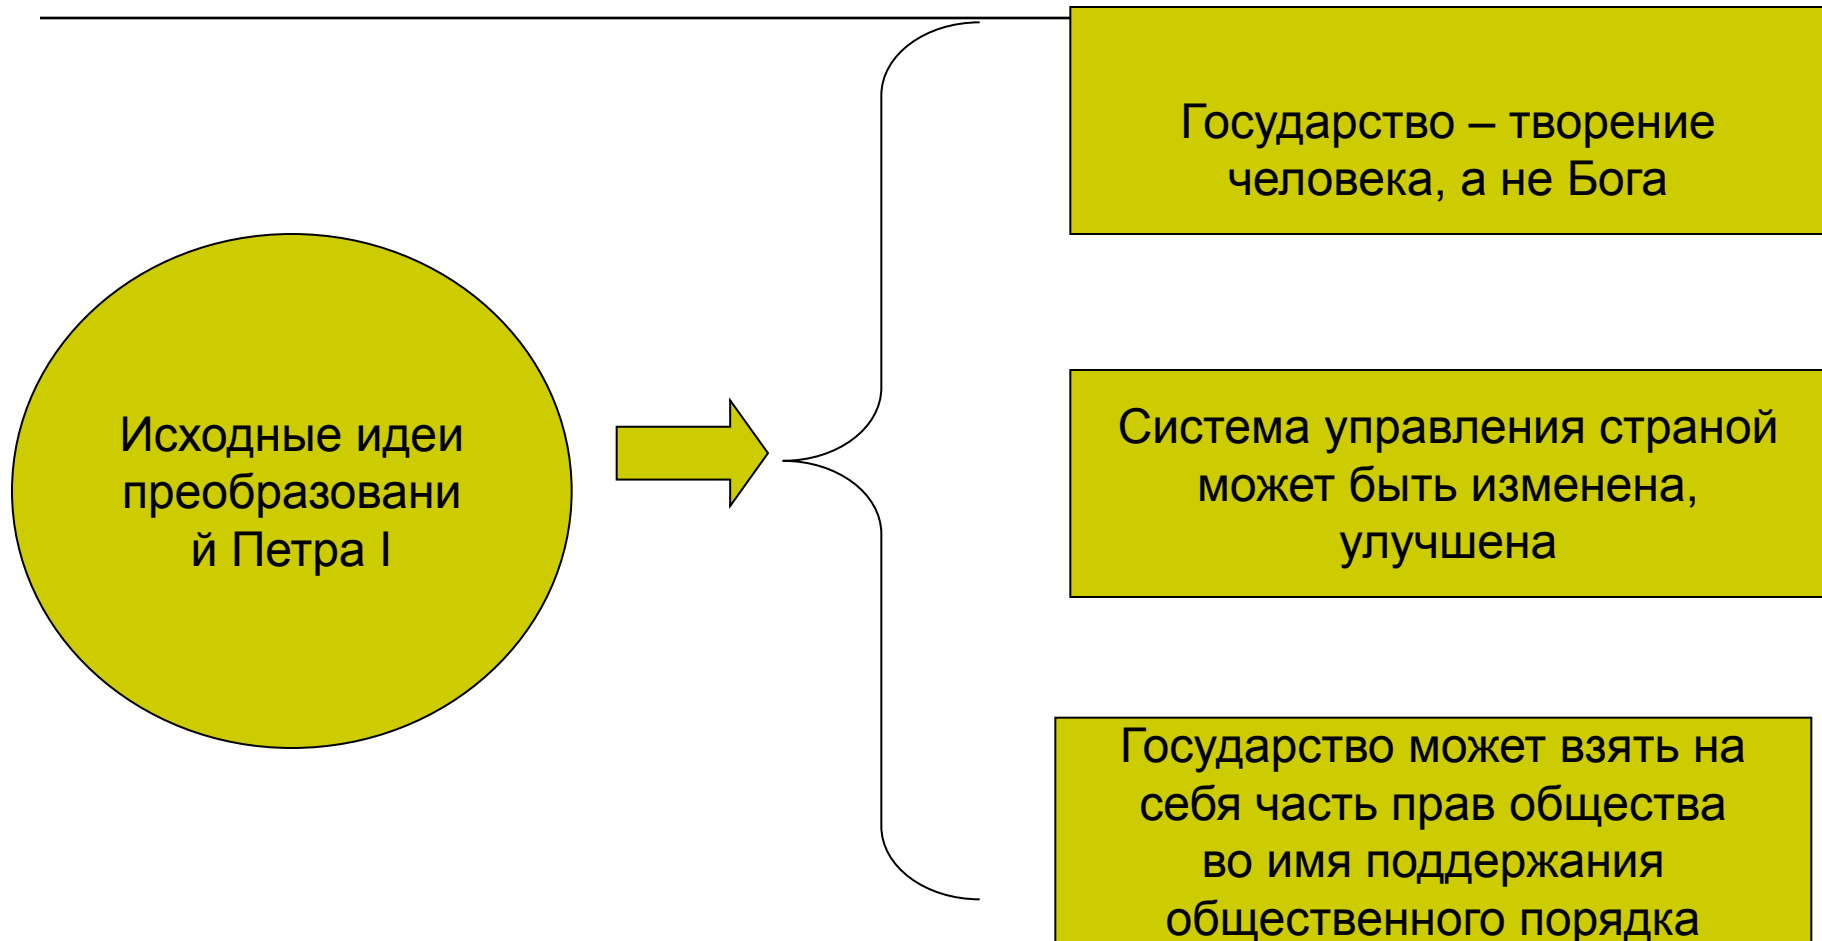 Исходные идеи
преобразовани
й Петра I
Государство – творение
человека, а не Бога
Система управления страной
может быть изменена,
улучшена
Государство может взять на
себя часть прав общества
во имя поддержания
общественного порядка